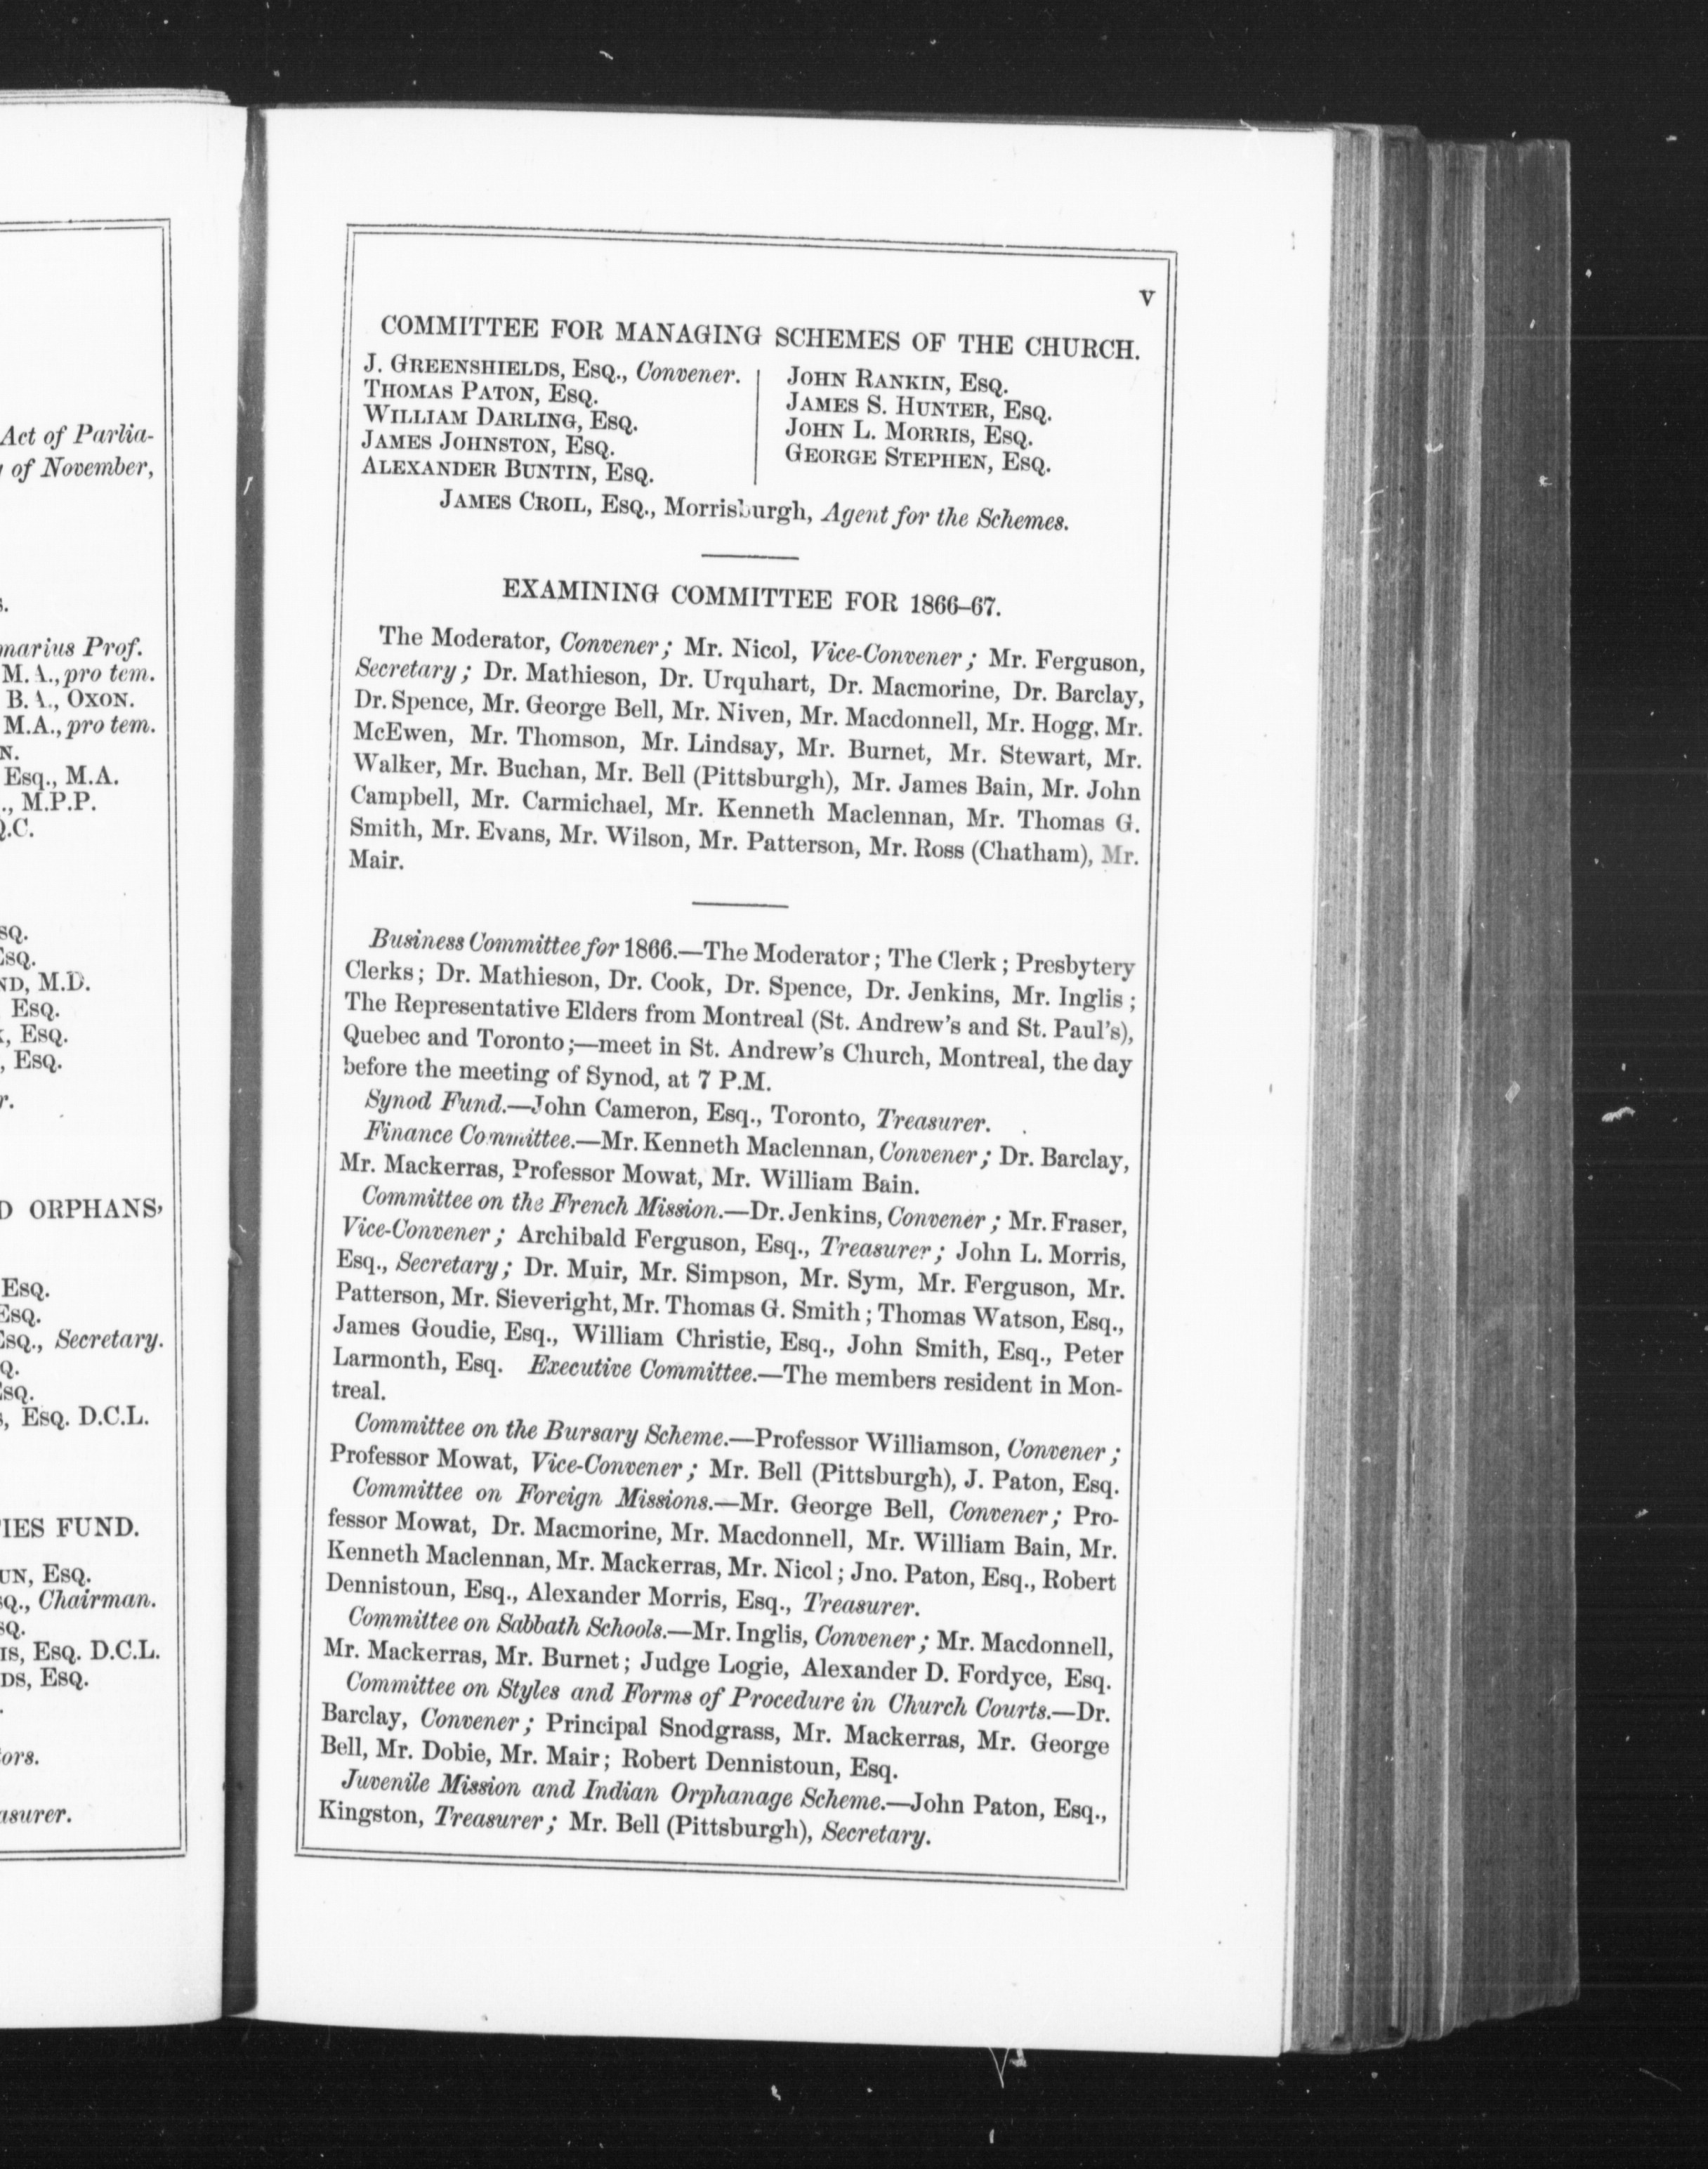 Act of Parlia-
of November,
marius Prof.
M.A., pro tem.
B.A., OXON.
M.A., pro tem.
N.
Esq., M.A.
., M.P.P.
Q.C.
SQ.
ESQ.
ND, M.D.
ESQ.
, ESQ.
, ESQ.
r.
D ORPHANS'
ESQ.
ESQ.
ESQ., Secretary.
Q.
ESQ.
, ESQ. D.C.L.
IES FUND.
UN, ESQ.
SQ., Chairman.
SQ.
IS, ESQ. D.C.L.
DS, ESQ.
ors.
asurer.
V
COMMITTEE FOR MANAGING SCHEMES OF THE CHURCH.
J. GREENSHIELDS, ESQ., Convener.
THOMAS PATON, ESQ.
WILLIAM DARLING, ESQ.
JAMES JOHNSTON, ESQ.
ALEXANDER BUNTIN, ESQ.
JOHN RANKIN, ESQ.
JAMES S. HUNTER, ESQ.
JOHN L. MORRIS, ESQ.
GEORGE STEPHEN, ESQ.
JAMES CROIL, ESQ., Morrisburgh, Agent for the Schemes.
EXAMINING COMMITTEE FOR 1866–67.
The Moderator, Convener; Mr. Nicol, Vice-Convener; Mr. Ferguson,
Secretary; Dr. Mathieson, Dr. Urquhart, Dr. Macmorine, Dr. Barclay,
Dr. Spence, Mr. George Bell, Mr. Niven, Mr. Macdonnell, Mr. Hogg, Mr.
McEwen, Mr. Thomson, Mr. Lindsay, Mr. Burnet, Mr. Stewart, Mr.
Walker, Mr. Buchan, Mr. Bell (Pittsburgh), Mr. James Bain, Mr. John
Campbell, Mr. Carmichael, Mr. Kenneth Maclennan, Mr. Thomas G.
Smith, Mr. Evans, Mr. Wilson, Mr. Patterson, Mr. Ross (Chatham), Mr.
Mair.
Business Committee for 1866.—The Moderator; The Clerk; Presbytery
Clerks; Dr. Mathieson, Dr. Cook, Dr. Spence, Dr. Jenkins, Mr. Inglis;
The Representative Elders from Montreal (St. Andrew's and St. Paul's),
Quebec and Toronto;—meet in St. Andrew's Church, Montreal, the day
before the meeting of Synod, at 7 P.M.
Synod Fund.—John Cameron, Esq., Toronto, Treasurer.
Finance Committee.—Mr. Kenneth Maclennan, Convener; Dr. Barclay,
Mr. Mackerras, Professor Mowat, Mr. William Bain.
Committee on the French Mission.—Dr. Jenkins, Convener; Mr. Fraser,
Vice-Convener; Archibald Ferguson, Esq., Treasurer; John L. Morris,
Esq., Secretary; Dr. Muir, Mr. Simpson, Mr. Sym, Mr. Ferguson, Mr.
Patterson, Mr. Sieveright, Mr. Thomas G. Smith; Thomas Watson, Esq.,
James Goudie, Esq., William Christie, Esq., John Smith, Esq., Peter
Larmonth, Esq. Executive Committee.—The members resident in Mon-
treal.
Committee on the Bursary Scheme.—Professor Williamson, Convener;
Professor Mowat, Vice-Convener; Mr. Bell (Pittsburgh), J. Paton, Esq.
Committee on Foreign Missions.—Mr. George Bell, Convener; Pro-
fessor Mowat, Dr. Macmorine, Mr. Macdonnell, Mr. William Bain, Mr.
Kenneth Maclennan, Mr. Mackerras, Mr. Nicol; Jno. Paton, Esq., Robert
Dennistoun, Esq., Alexander Morris, Esq., Treasurer.
Committee on Sabbath Schools.—Mr. Inglis, Convener; Mr. Macdonnell,
Mr. Mackerras, Mr. Burnet; Judge Logie, Alexander D. Fordyce, Esq.
Committee on Styles and Forms of Procedure in Church Courts.—Dr.
Barclay, Convener; Principal Snodgrass, Mr. Mackerras, Mr. George
Bell, Mr. Dobie, Mr. Mair; Robert Dennistoun, Esq.
Juvenile Mission and Indian Orphanage Scheme.—John Paton, Esq.,
Kingston, Treasurer; Mr. Bell (Pittsburgh), Secretary.